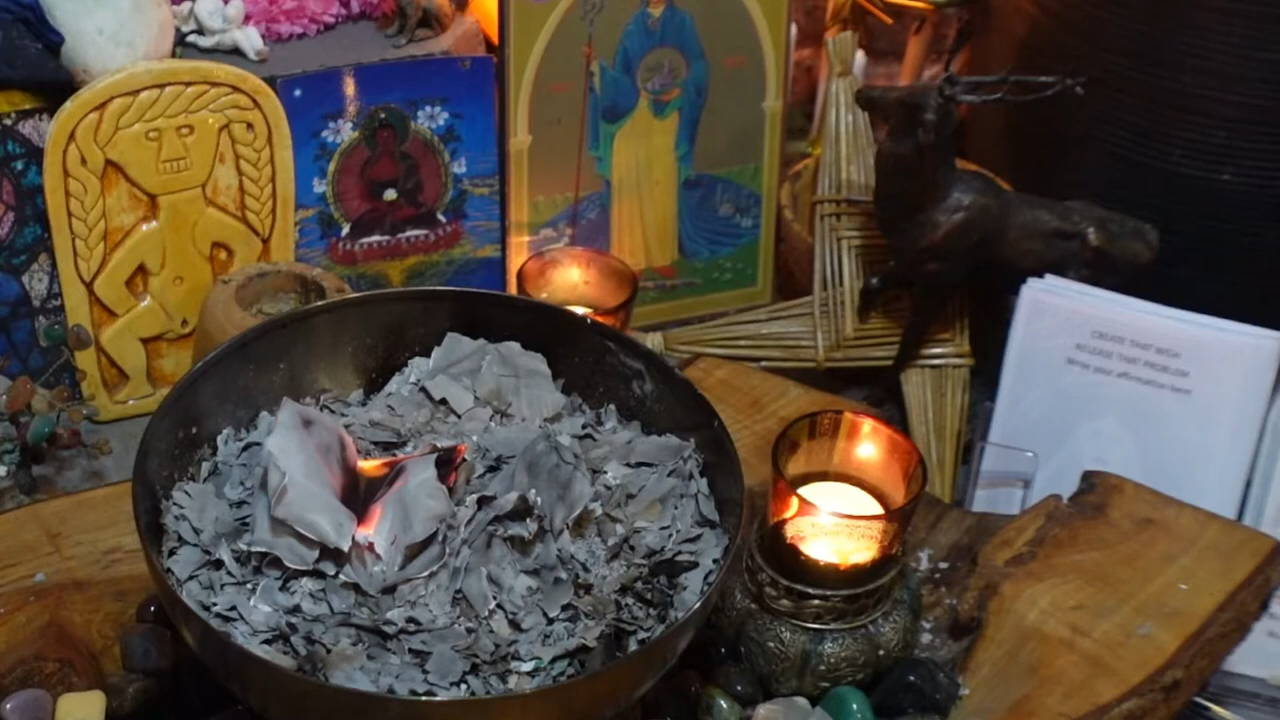 CREATE THAT WISH
RELEASE THAT PROBLEM
Write your affirmation here